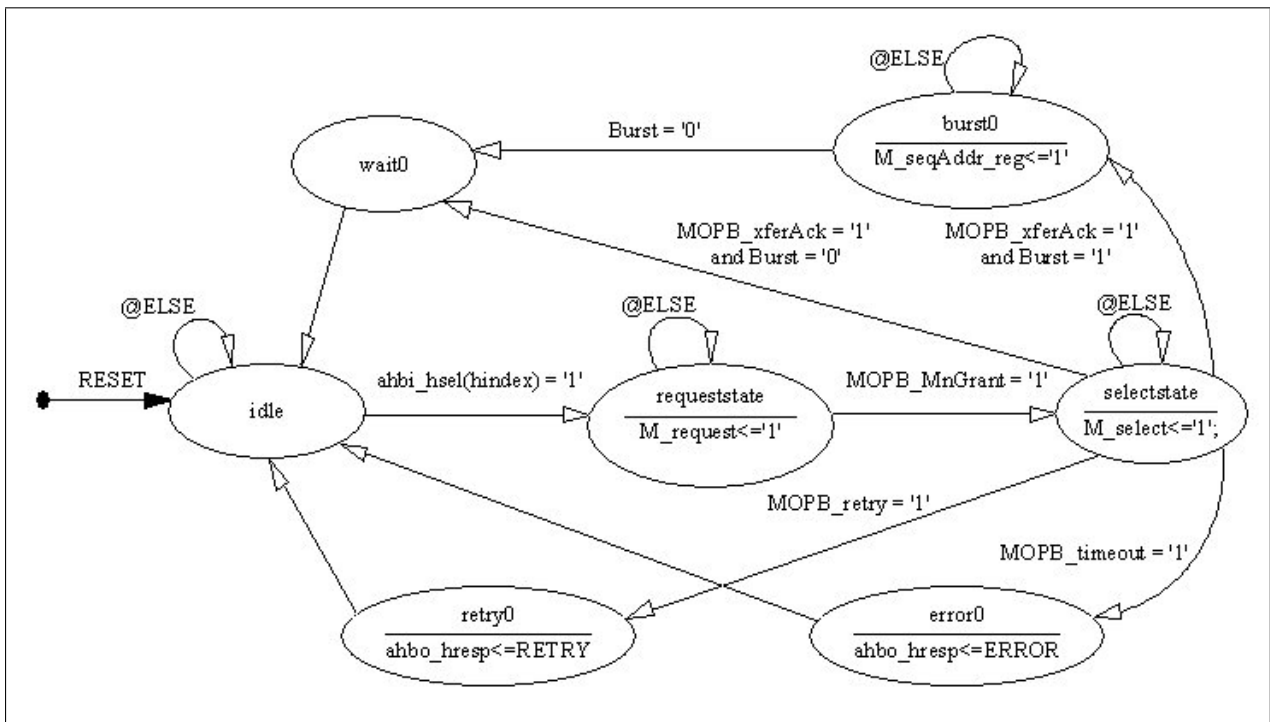 @ELSE
burst0
M_seqAddr_reg<='1'
Burst = '0'
wait0
MOPB_xferAck = '1'
and Burst = '0'
MOPB_xferAck = '1'
and Burst = '1'
@ELSE
@ELSE
@ELSE
RESET
idle
ahbi_hsel(hindex) = '1'
requeststate
M_request<='1'
MOPB_MnGrant = '1'
selectstate
M_select<='1';
MOPB_retry = '1'
MOPB_timeout = '1'
retry0
ahbo_hresp<=RETRY
error0
ahbo_hresp<=ERROR